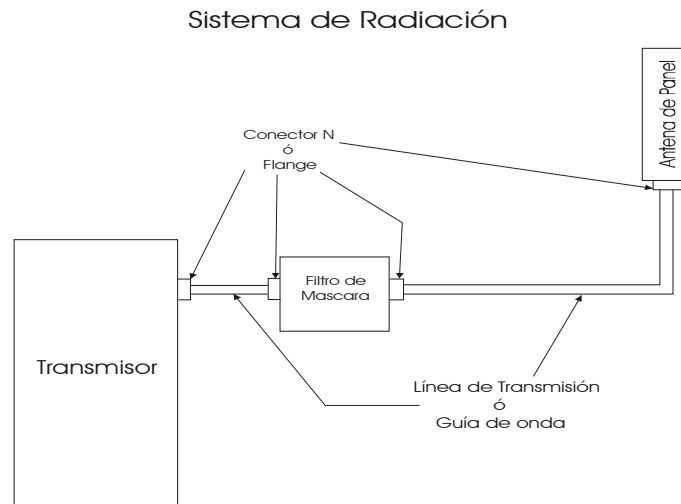 Sistema de Radiación
Antena de Panel
Conector N
ó
Flange
Filtro de
Mascara
Transmisor
Línea de Transmisión
ó
Guía de onda